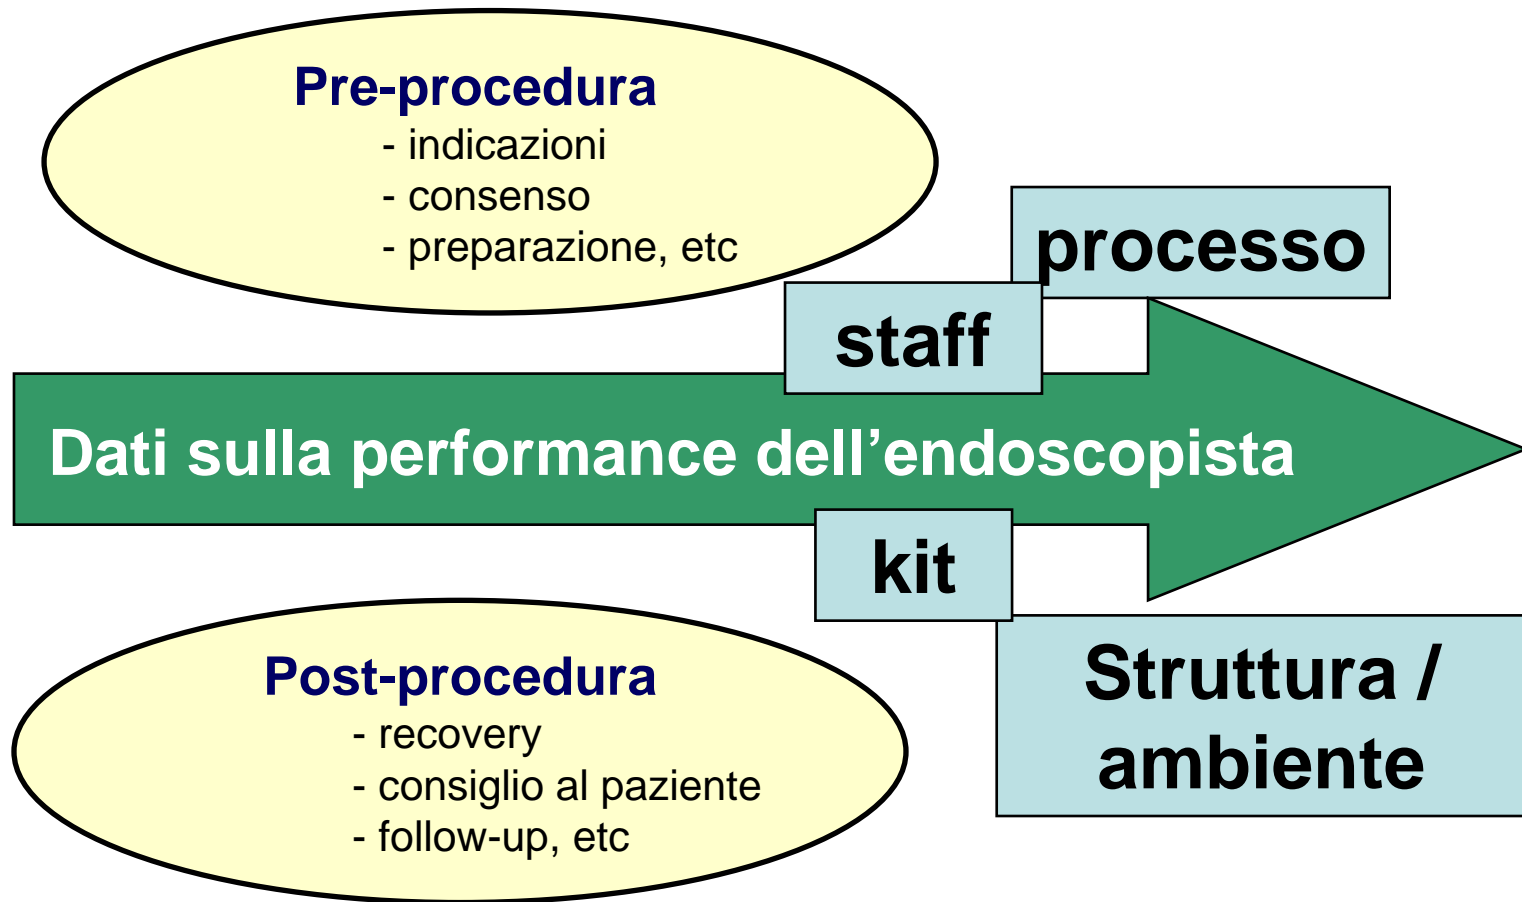 Pre-procedura
- indicazioni
- consenso
- preparazione, etc
processo
staff
Dati sulla performance dell’endoscopista
kit
Struttura /
ambiente
Post-procedura
- recovery
- consiglio al paziente
- follow-up, etc